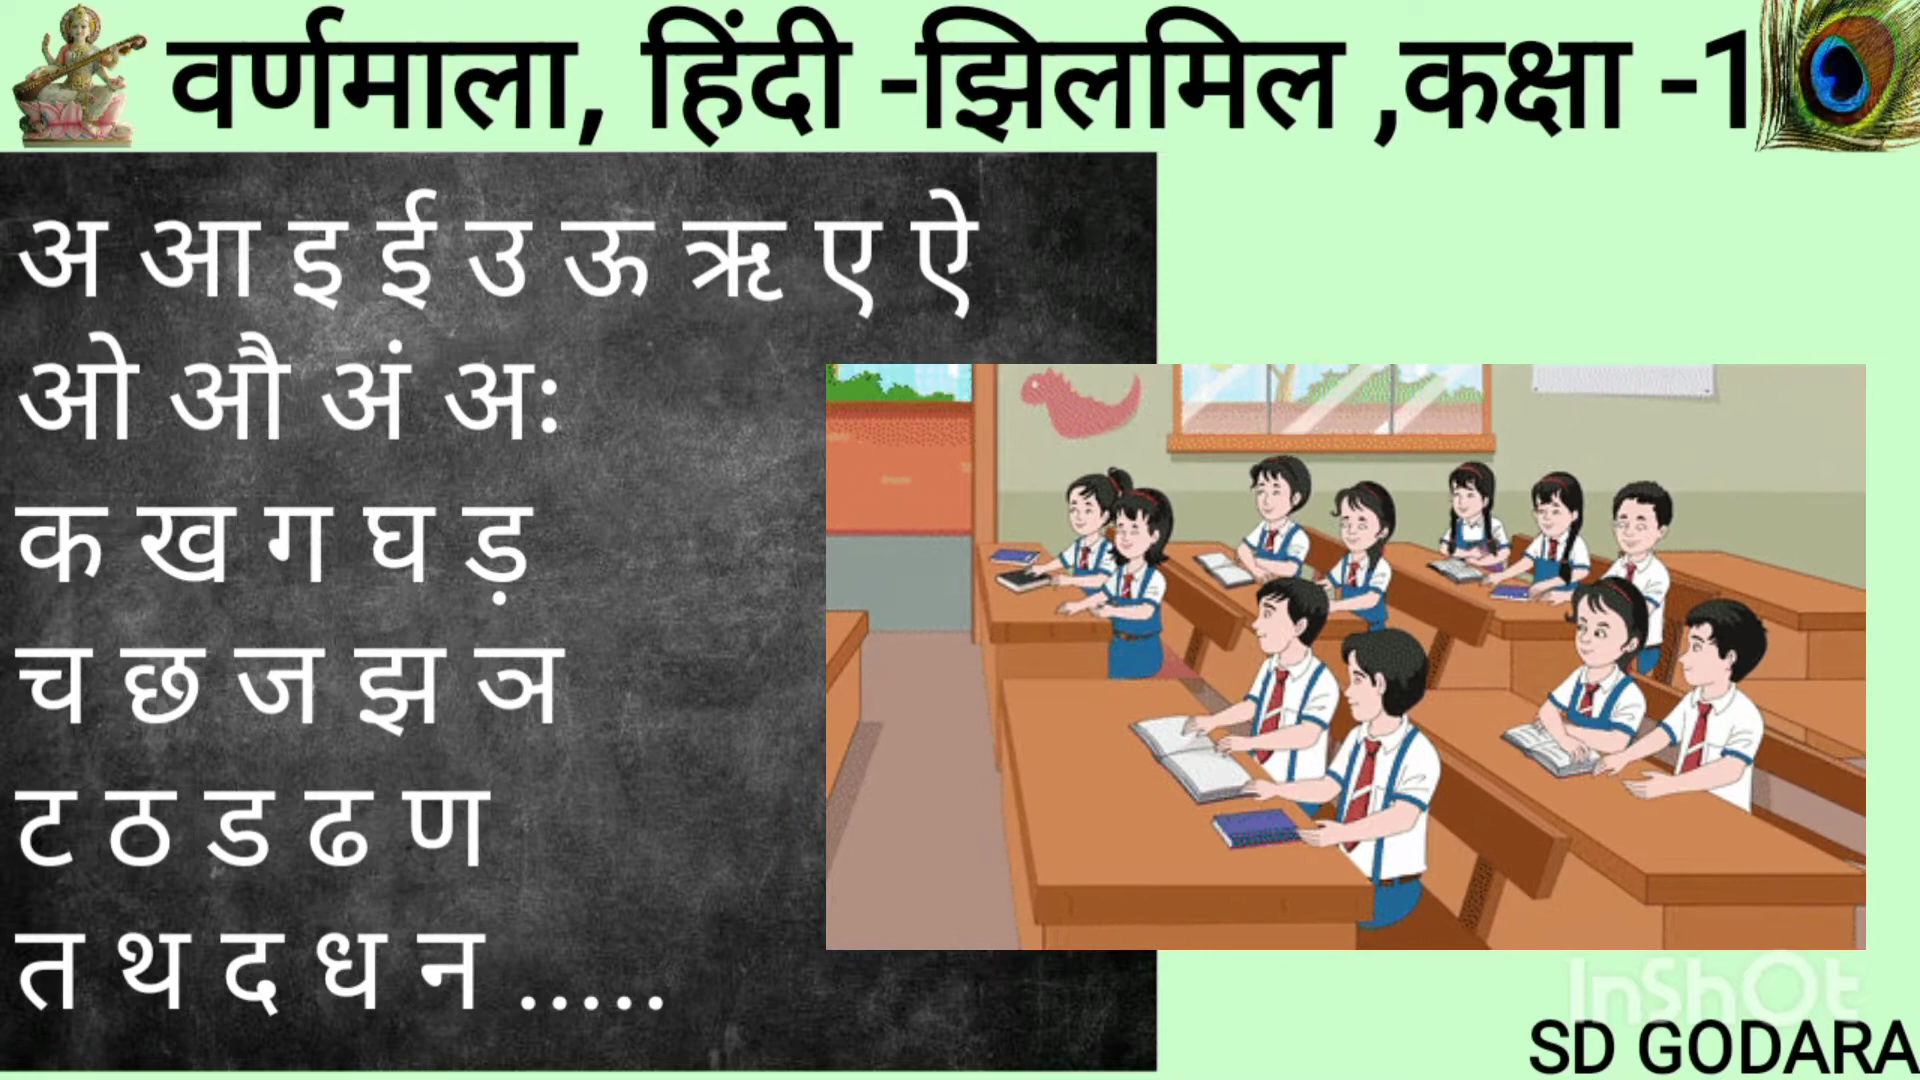 वर्णमाला, हिंदी -झिलमिल ,कक्षा -1
अ आ इ ई उ ऊ ऋ ए ऐ
ओ औ अं अः
क ख ग घ ड़
च छ ज झ ञ
ट ठ ड ढ ण
त थ द ध न .....
InShOt
SD GODARA